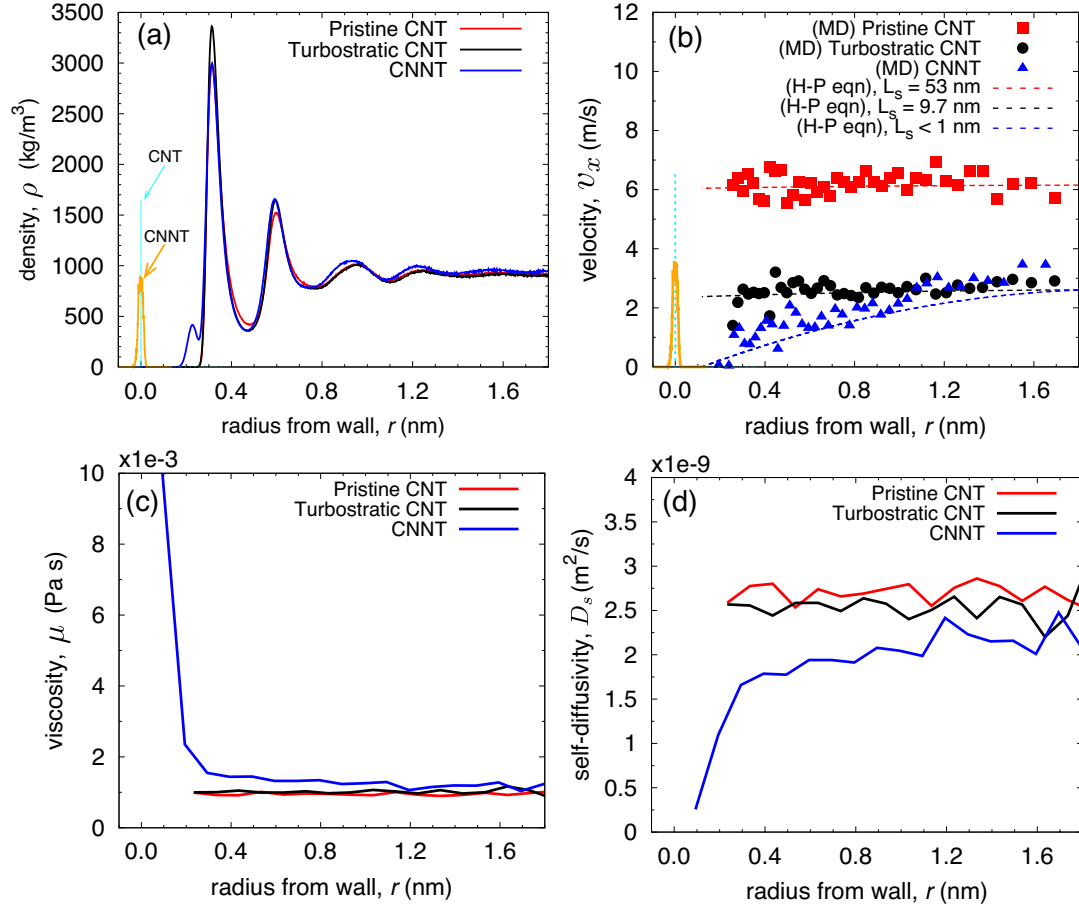 (a)
Pristine CNT
Turbostratic CNT
CNNT
CNT
CNNT
density, ρ (kg/m³)
3500
3000
2500
2000
1500
1000
500
0
0.0 0.4 0.8 1.2 1.6
radius from wall, r (nm)
(b)
(MD) Pristine CNT
(MD) Turbostratic CNT
(MD) CNNT
(H-P eqn), Lₛ = 53 nm
(H-P eqn), Lₛ = 9.7 nm
(H-P eqn), Lₛ < 1 nm
velocity, vₓ (m/s)
12
10
8
6
4
2
0
0.0 0.4 0.8 1.2 1.6
radius from wall, r (nm)
x1e-3
(c)
Pristine CNT
Turbostratic CNT
CNNT
viscosity, μ (Pa s)
10
8
6
4
2
0
0.0 0.4 0.8 1.2 1.6
radius from wall, r (nm)
x1e-9
(d)
Pristine CNT
Turbostratic CNT
CNNT
self-diffusivity, Dₛ (m²/s)
4
3.5
3
2.5
2
1.5
1
0.5
0
0.0 0.4 0.8 1.2 1.6
radius from wall, r (nm)